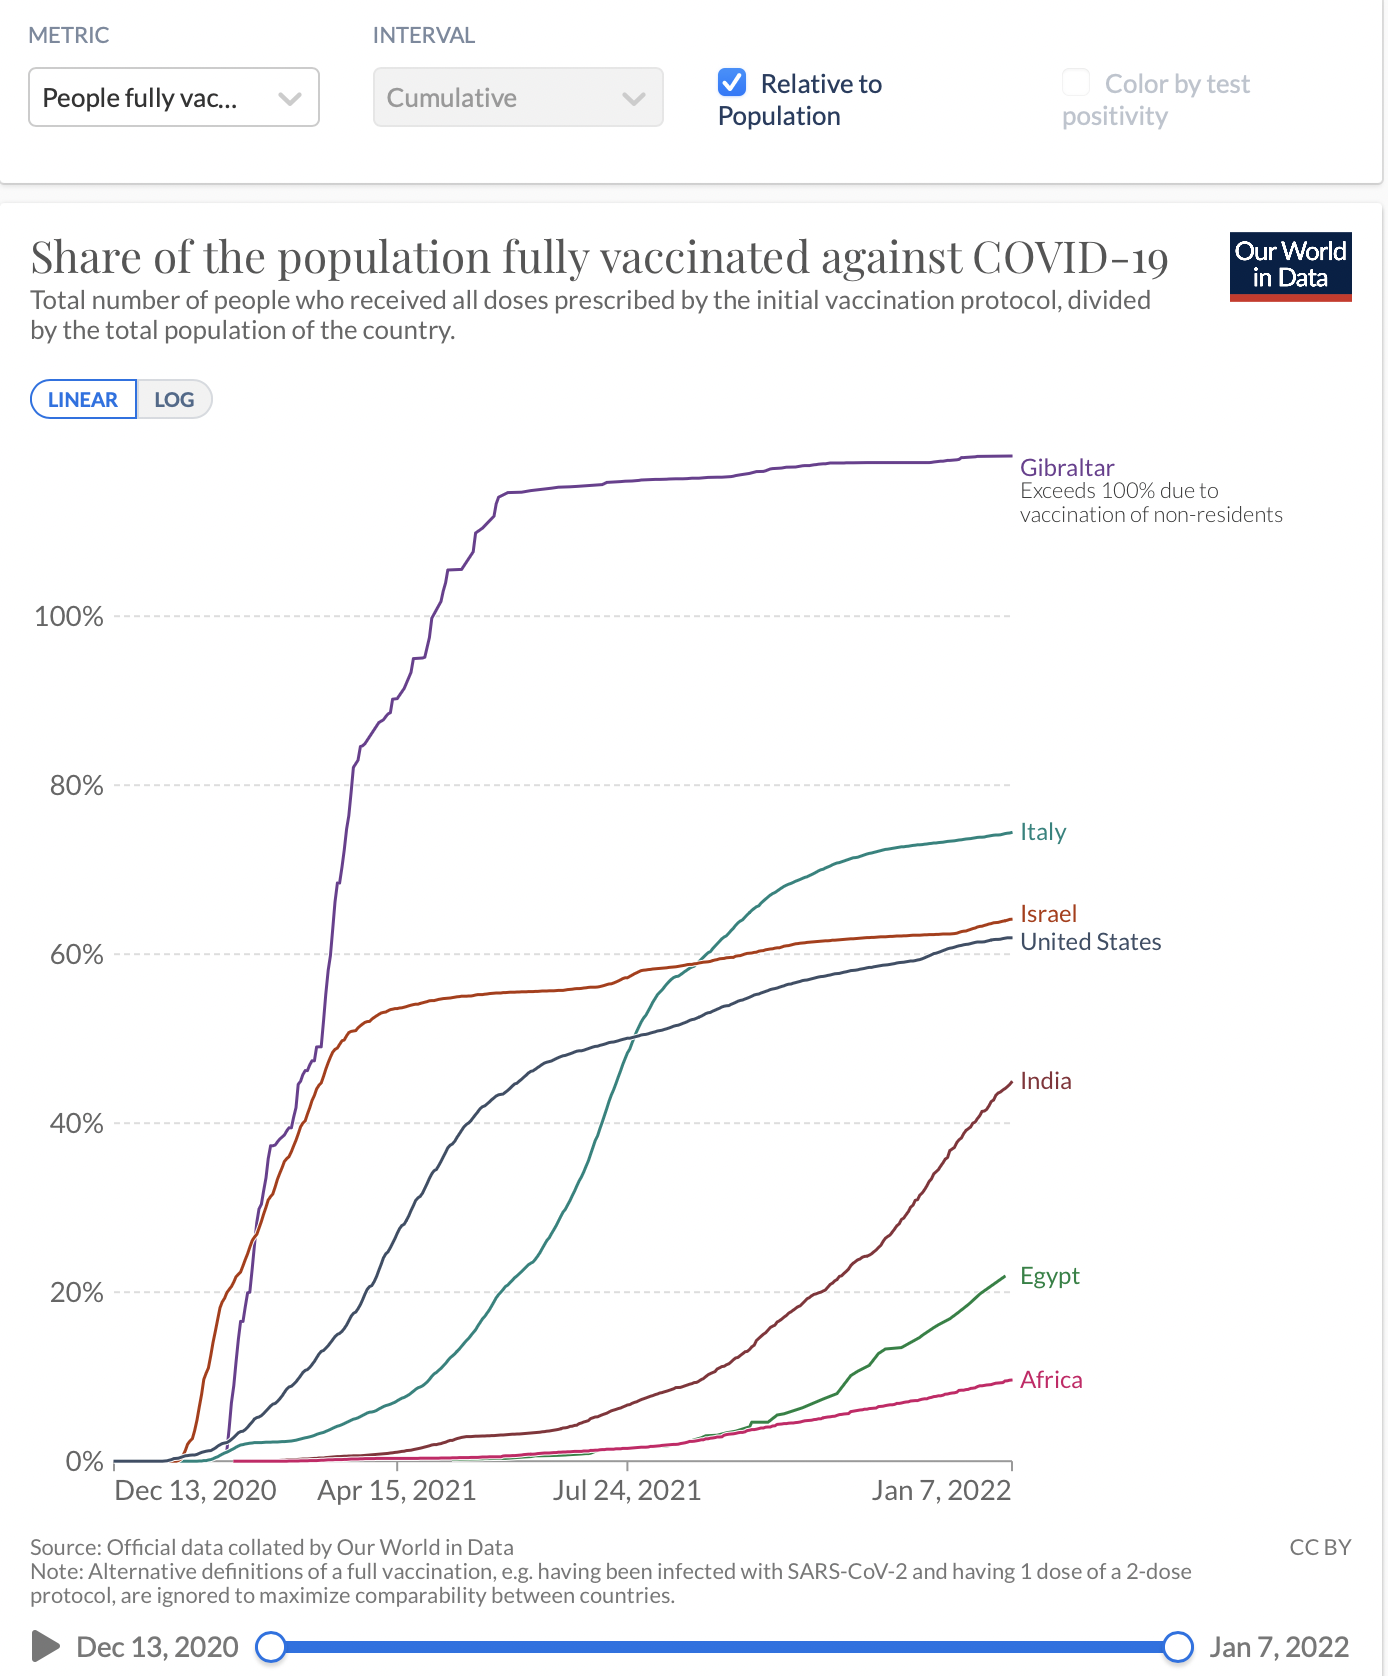 METRIC
INTERVAL
People fully vac...
Cumulative
Relative to
Population
Color by test
positivity
Share of the population fully vaccinated against COVID-19
Total number of people who received all doses prescribed by the initial vaccination protocol, divided
by the total population of the country.
Our World
in Data
LINEAR
LOG
Gibraltar
Exceeds 100% due to
vaccination of non-residents
100%
80%
Italy
Israel
United States
60%
India
40%
Egypt
20%
Africa
0%
Dec 13, 2020
Apr 15, 2021
Jul 24, 2021
Jan 7, 2022
Source: Official data collated by Our World in Data
CC BY
Note: Alternative definitions of a full vaccination, e.g. having been infected with SARS-CoV-2 and having 1 dose of a 2-dose
protocol, are ignored to maximize comparability between countries.
Dec 13, 2020
Jan 7, 2022